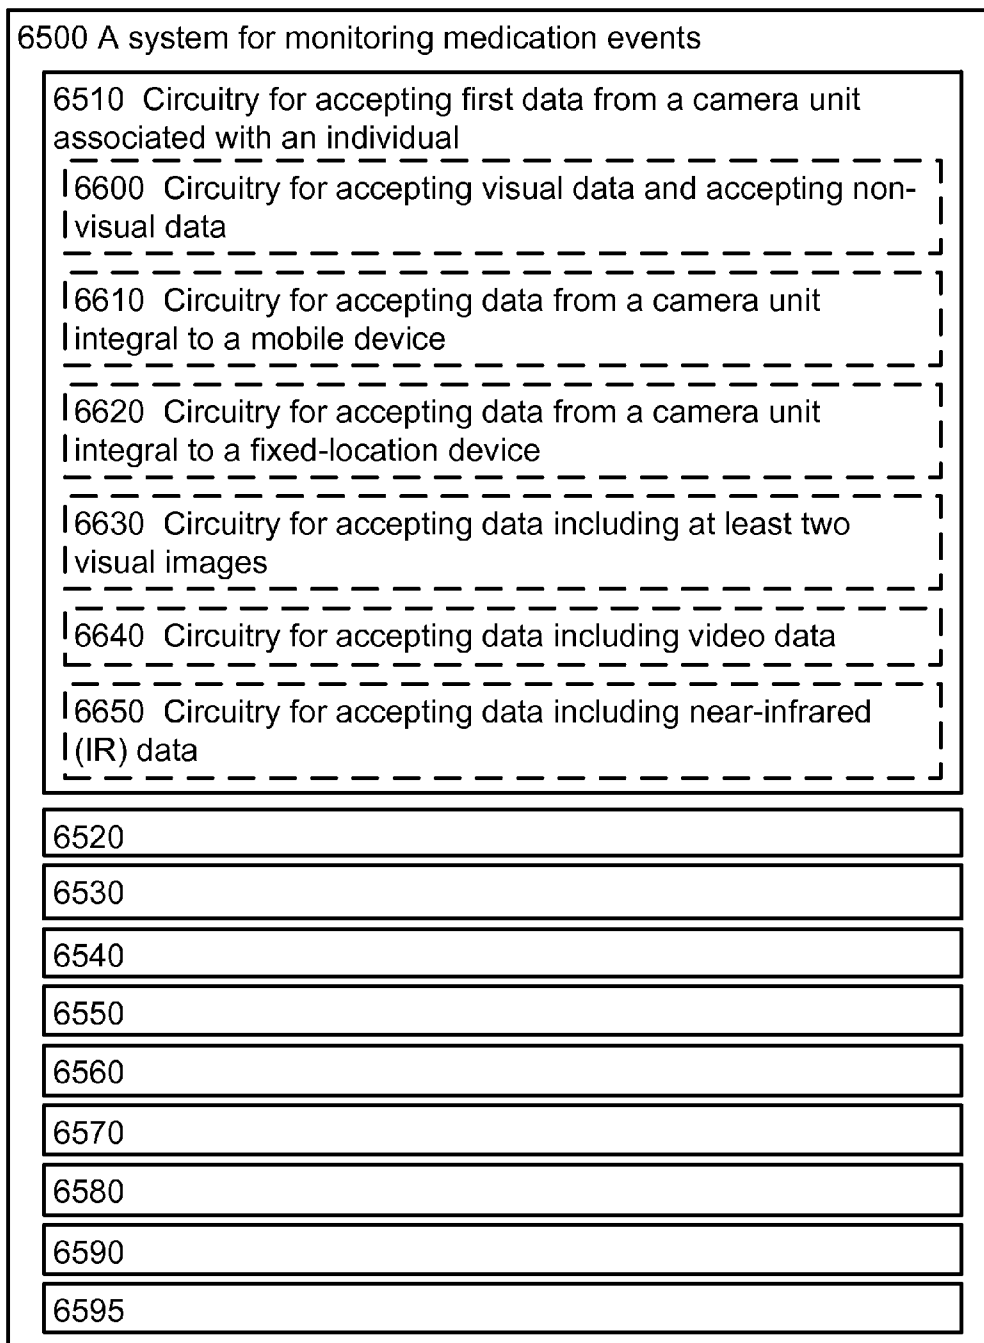 6500 A system for monitoring medication events
6510 Circuitry for accepting first data from a camera unit
associated with an individual
6600 Circuitry for accepting visual data and accepting non-
visual data
6610 Circuitry for accepting data from a camera unit
integral to a mobile device
6620 Circuitry for accepting data from a camera unit
integral to a fixed-location device
6630 Circuitry for accepting data including at least two
visual images
6640 Circuitry for accepting data including video data
6650 Circuitry for accepting data including near-infrared
(IR) data
6520
6530
6540
6550
6560
6570
6580
6590
6595